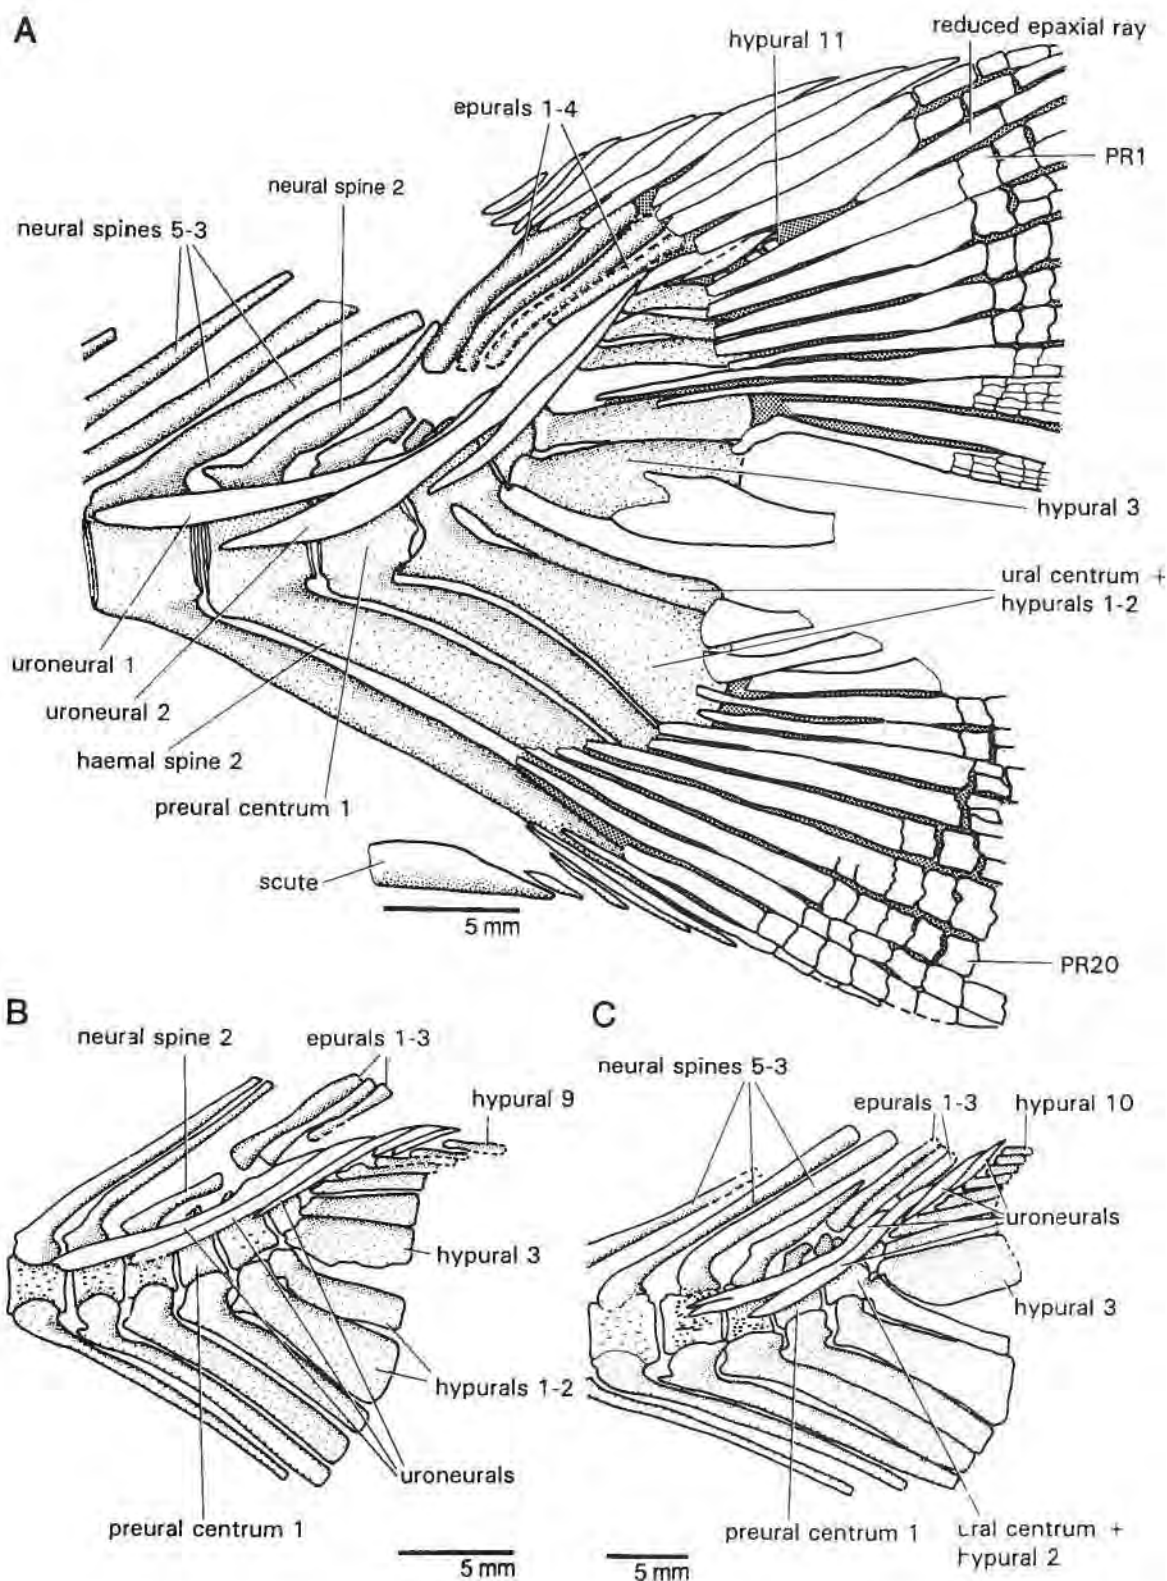 A
reduced epaxial ray
hypural 11
epurals 1-4
PR1
neural spine 2
neural spines 5-3
hypural 3
ural centrum +
hypurals 1-2
uroneural 1
uroneural 2
haemal spine 2
preural centrum 1
scute
5 mm
PR20
B
neural spine 2
epurals 1-3
hypural 9
hypural 3
hypurals 1-2
uroneurals
preural centrum 1
5 mm
C
neural spines 5-3
epurals 1-3
hypural 10
uroneurals
hypural 3
preural centrum 1
ural centrum +
hypural 2
5 mm